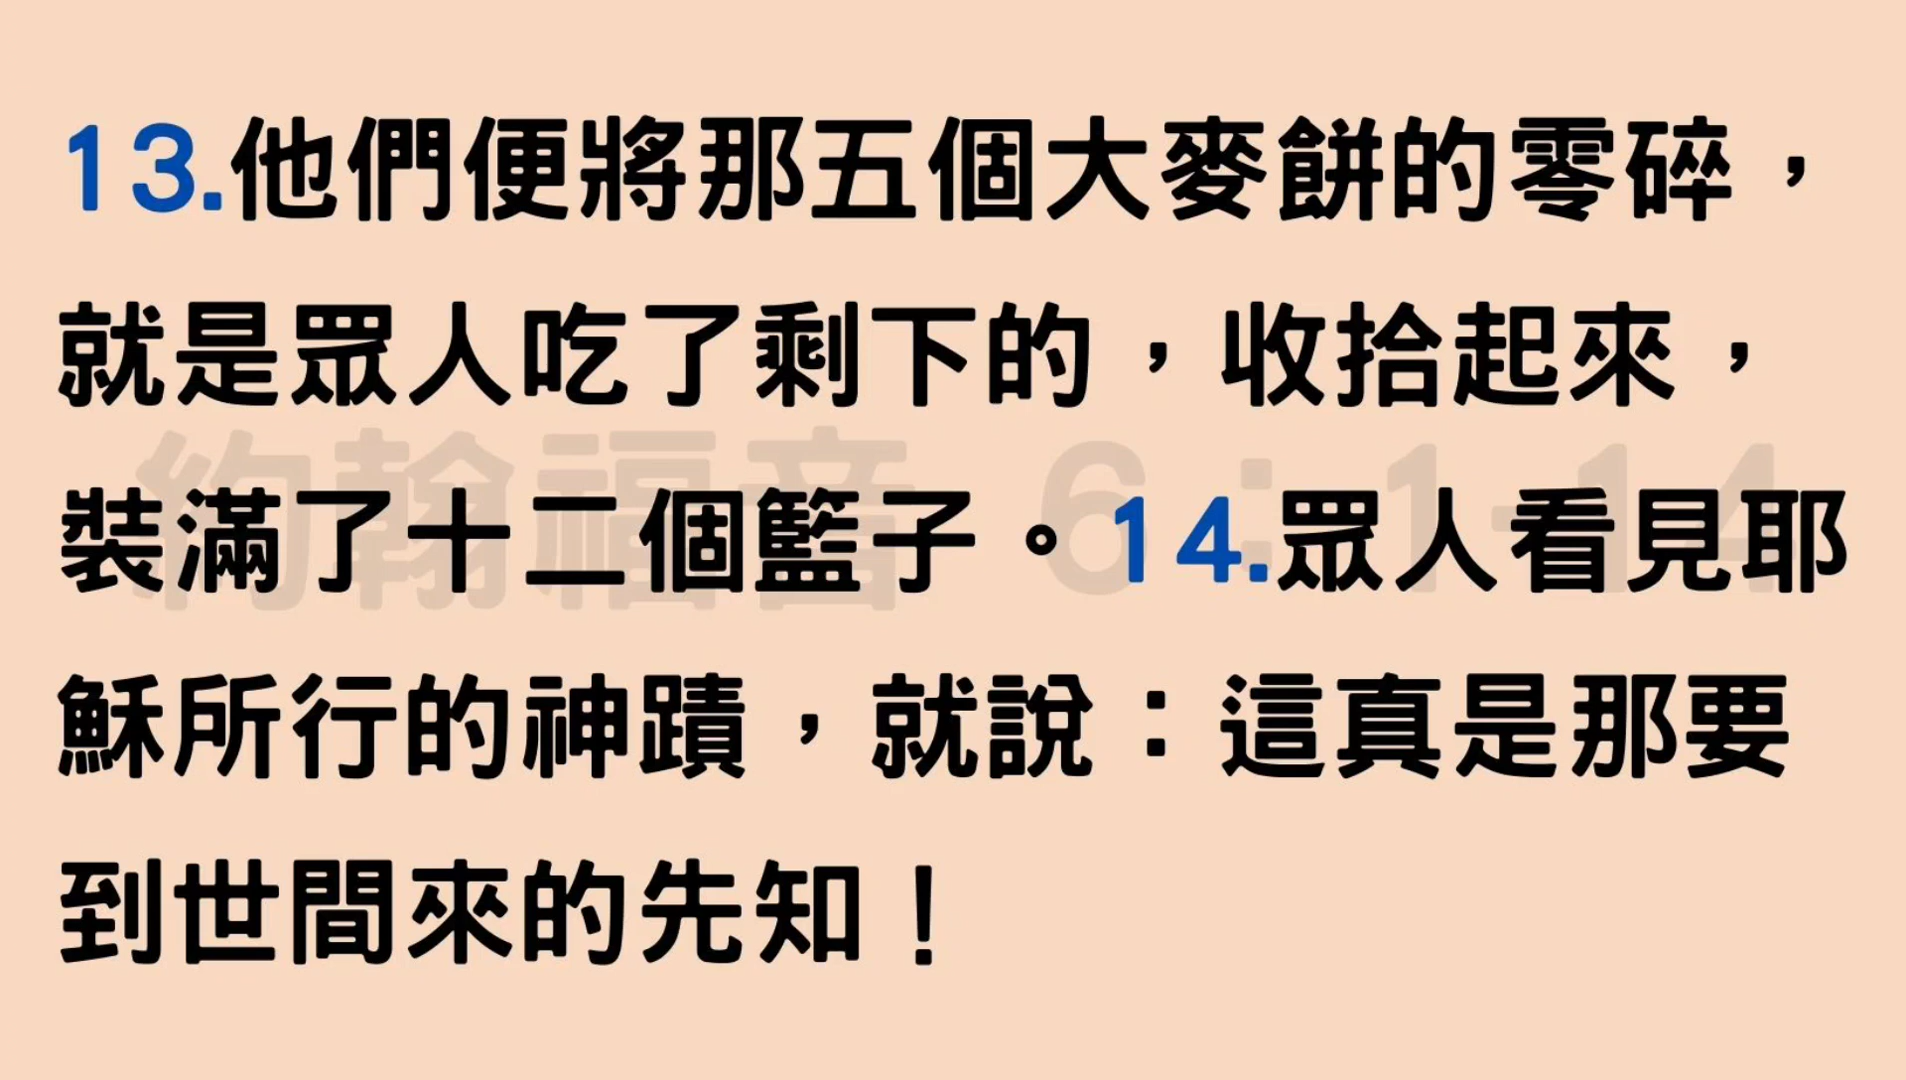 13.他們便將那五個大麥餅的零碎，
就是眾人吃了剩下的，收拾起來，
約翰福音 6：1-14
裝滿了十二個籃子。14.眾人看見耶
穌所行的神蹟，就說：這真是那要
到世間來的先知！